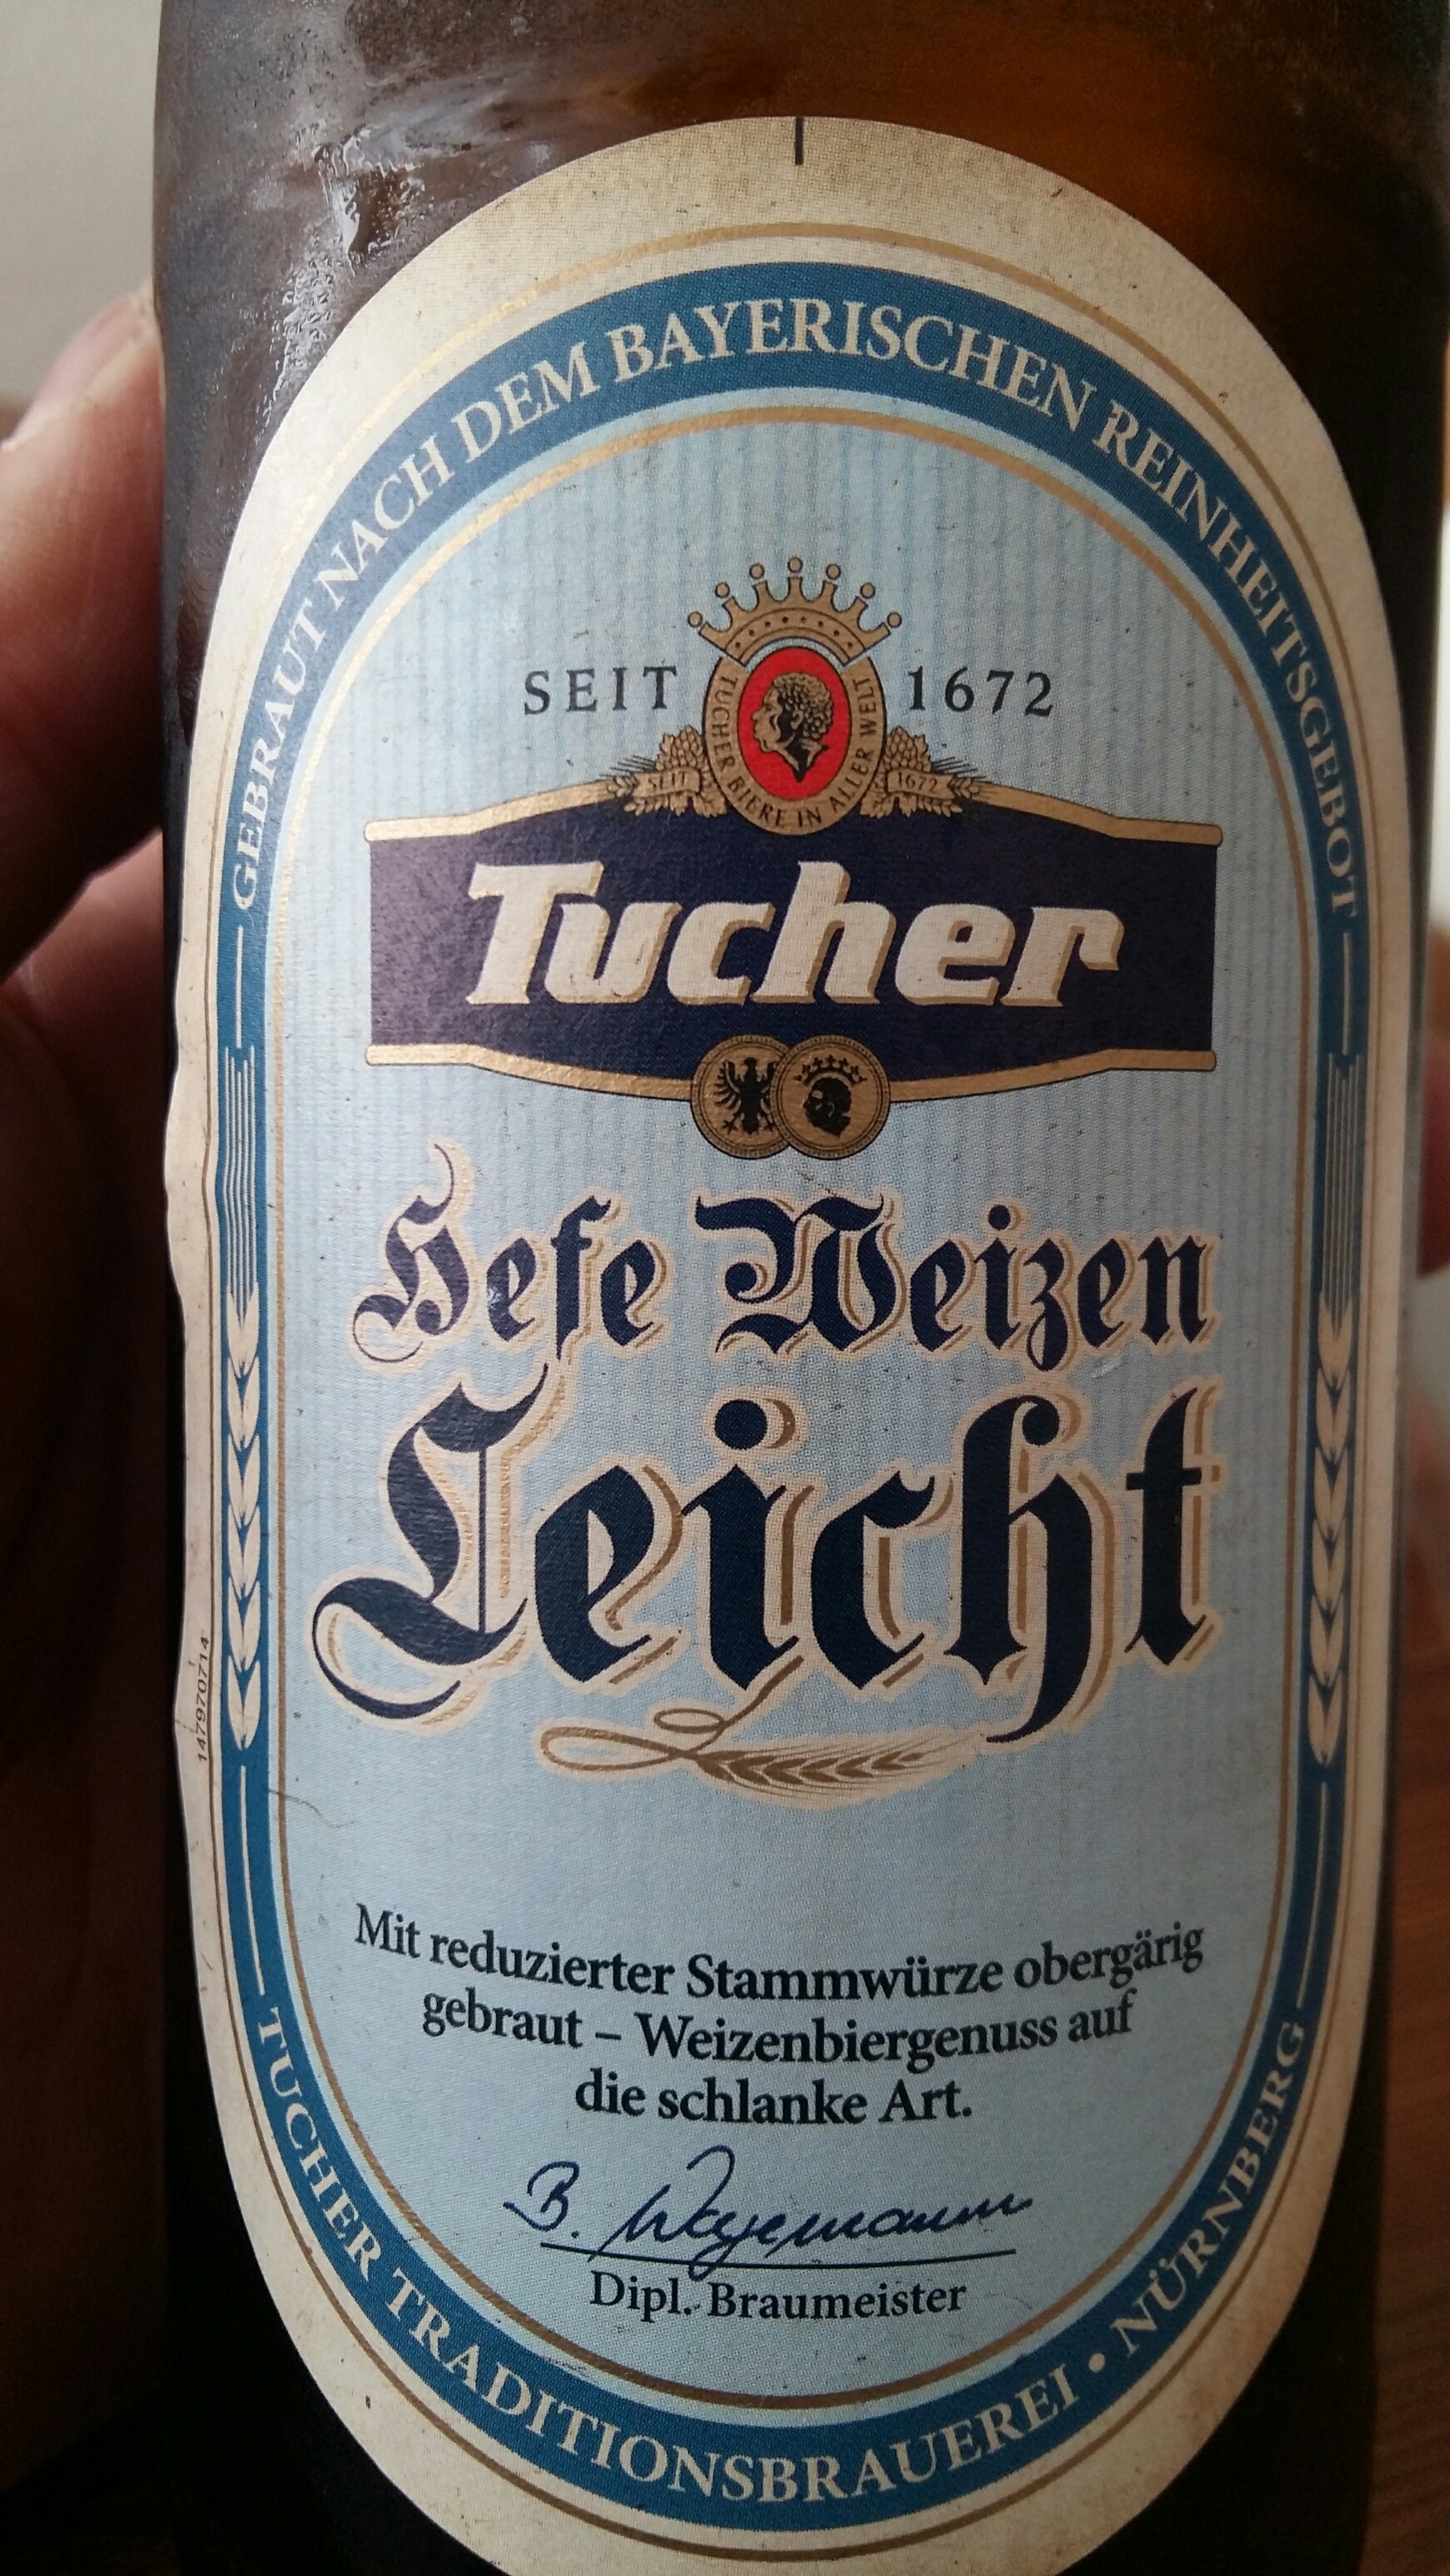 GEBRAUT NACH DEM BAYERISCHEN REINHEITSGEBOT
SEIT 1672
TUCHER BIERE IN ALLER WELT
SEIT 1672
Tucher
Hefe Weizen
Leicht
147970714
Mit reduzierter Stammwürze obergärig
gebraut – Weizenbiergenuss auf
die schlanke Art.
B. Wagemann
Dipl.-Braumeister
TUCHER TRADITIONSBRAUEREI • NÜRNBERG